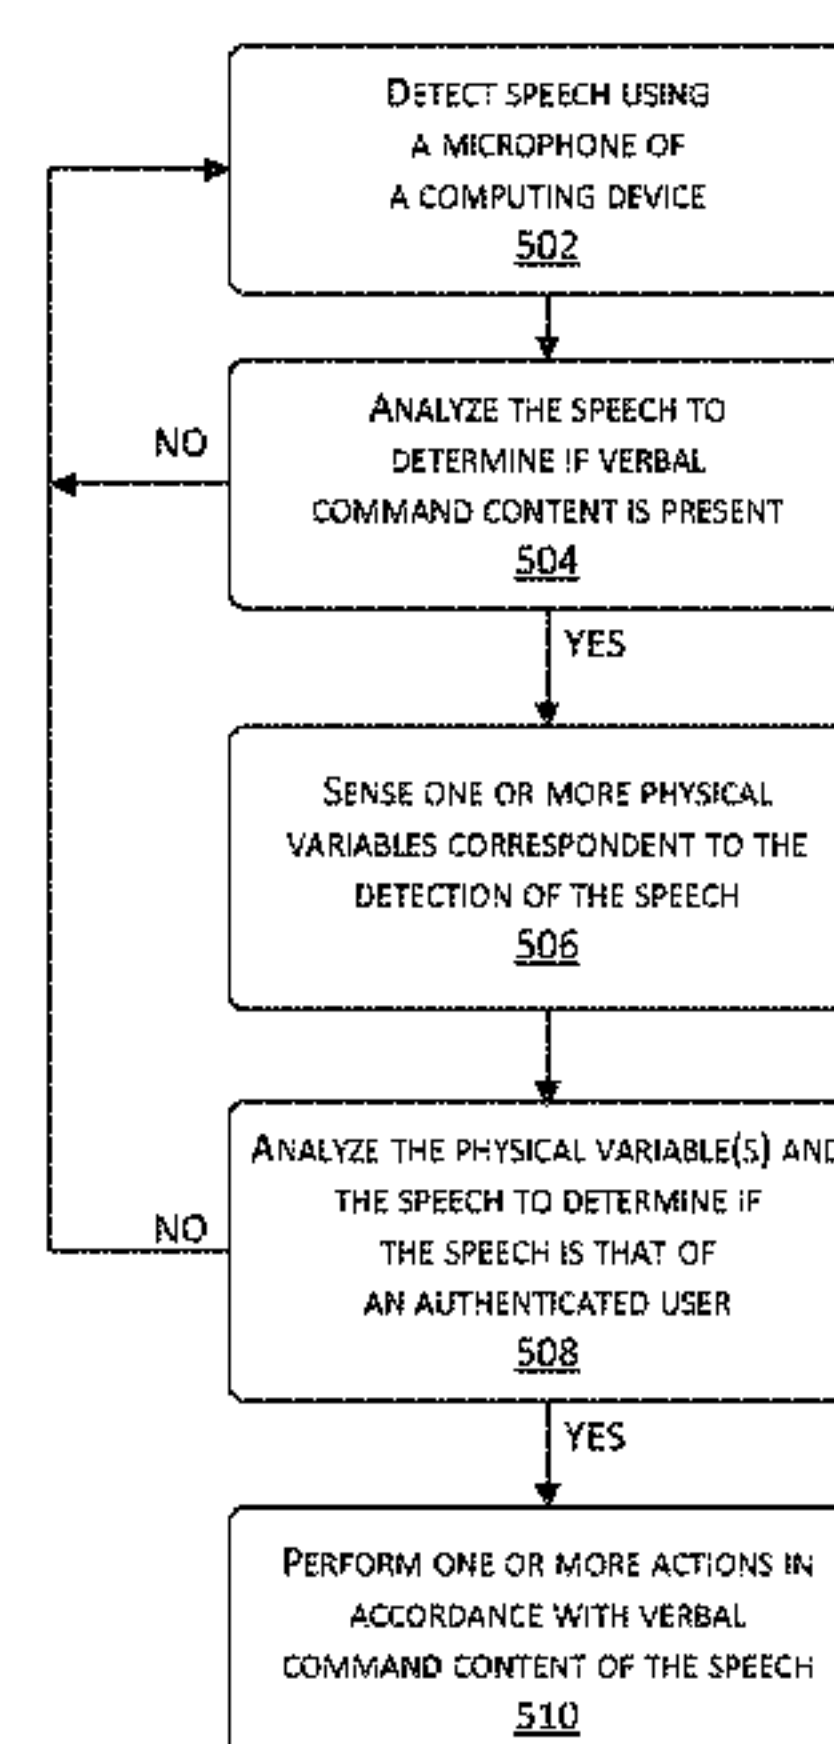 DETECT SPEECH USING
A MICROPHONE OF
A COMPUTING DEVICE
502
ANALYZE THE SPEECH TO
DETERMINE IF VERBAL
COMMAND CONTENT IS PRESENT
504
NO
YES
SENSE ONE OR MORE PHYSICAL
VARIABLES CORRESPONDENT TO THE
DETECTION OF THE SPEECH
506
ANALYZE THE PHYSICAL VARIABLE(S) AND
THE SPEECH TO DETERMINE IF
THE SPEECH IS THAT OF
AN AUTHENTICATED USER
508
NO
YES
PERFORM ONE OR MORE ACTIONS IN
ACCORDANCE WITH VERBAL
COMMAND CONTENT OF THE SPEECH
510